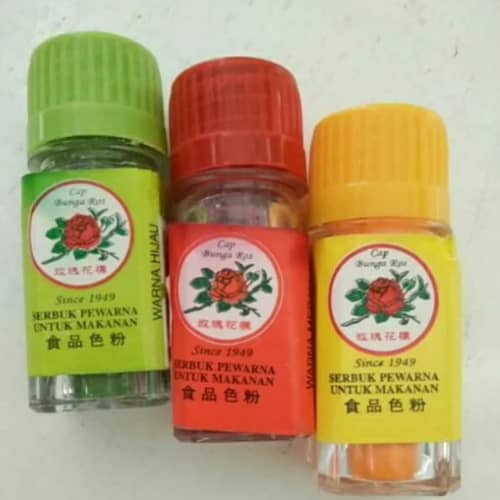 Cap
Bunga Ros
玫瑰花標
Since 1949
SERBUK PEWARNA
UNTUK MAKANAN
食品色粉
WARNA HIJAU
Cap
Bunga Ros
玫瑰花標
Since 1949
SERBUK PEWARNA
UNTUK MAKANAN
食品色粉
WARNA
Cap
Bunga Ros
玫瑰花標
Since 1949
SERBUK PEWARNA
UNTUK MAKANAN
食品色粉